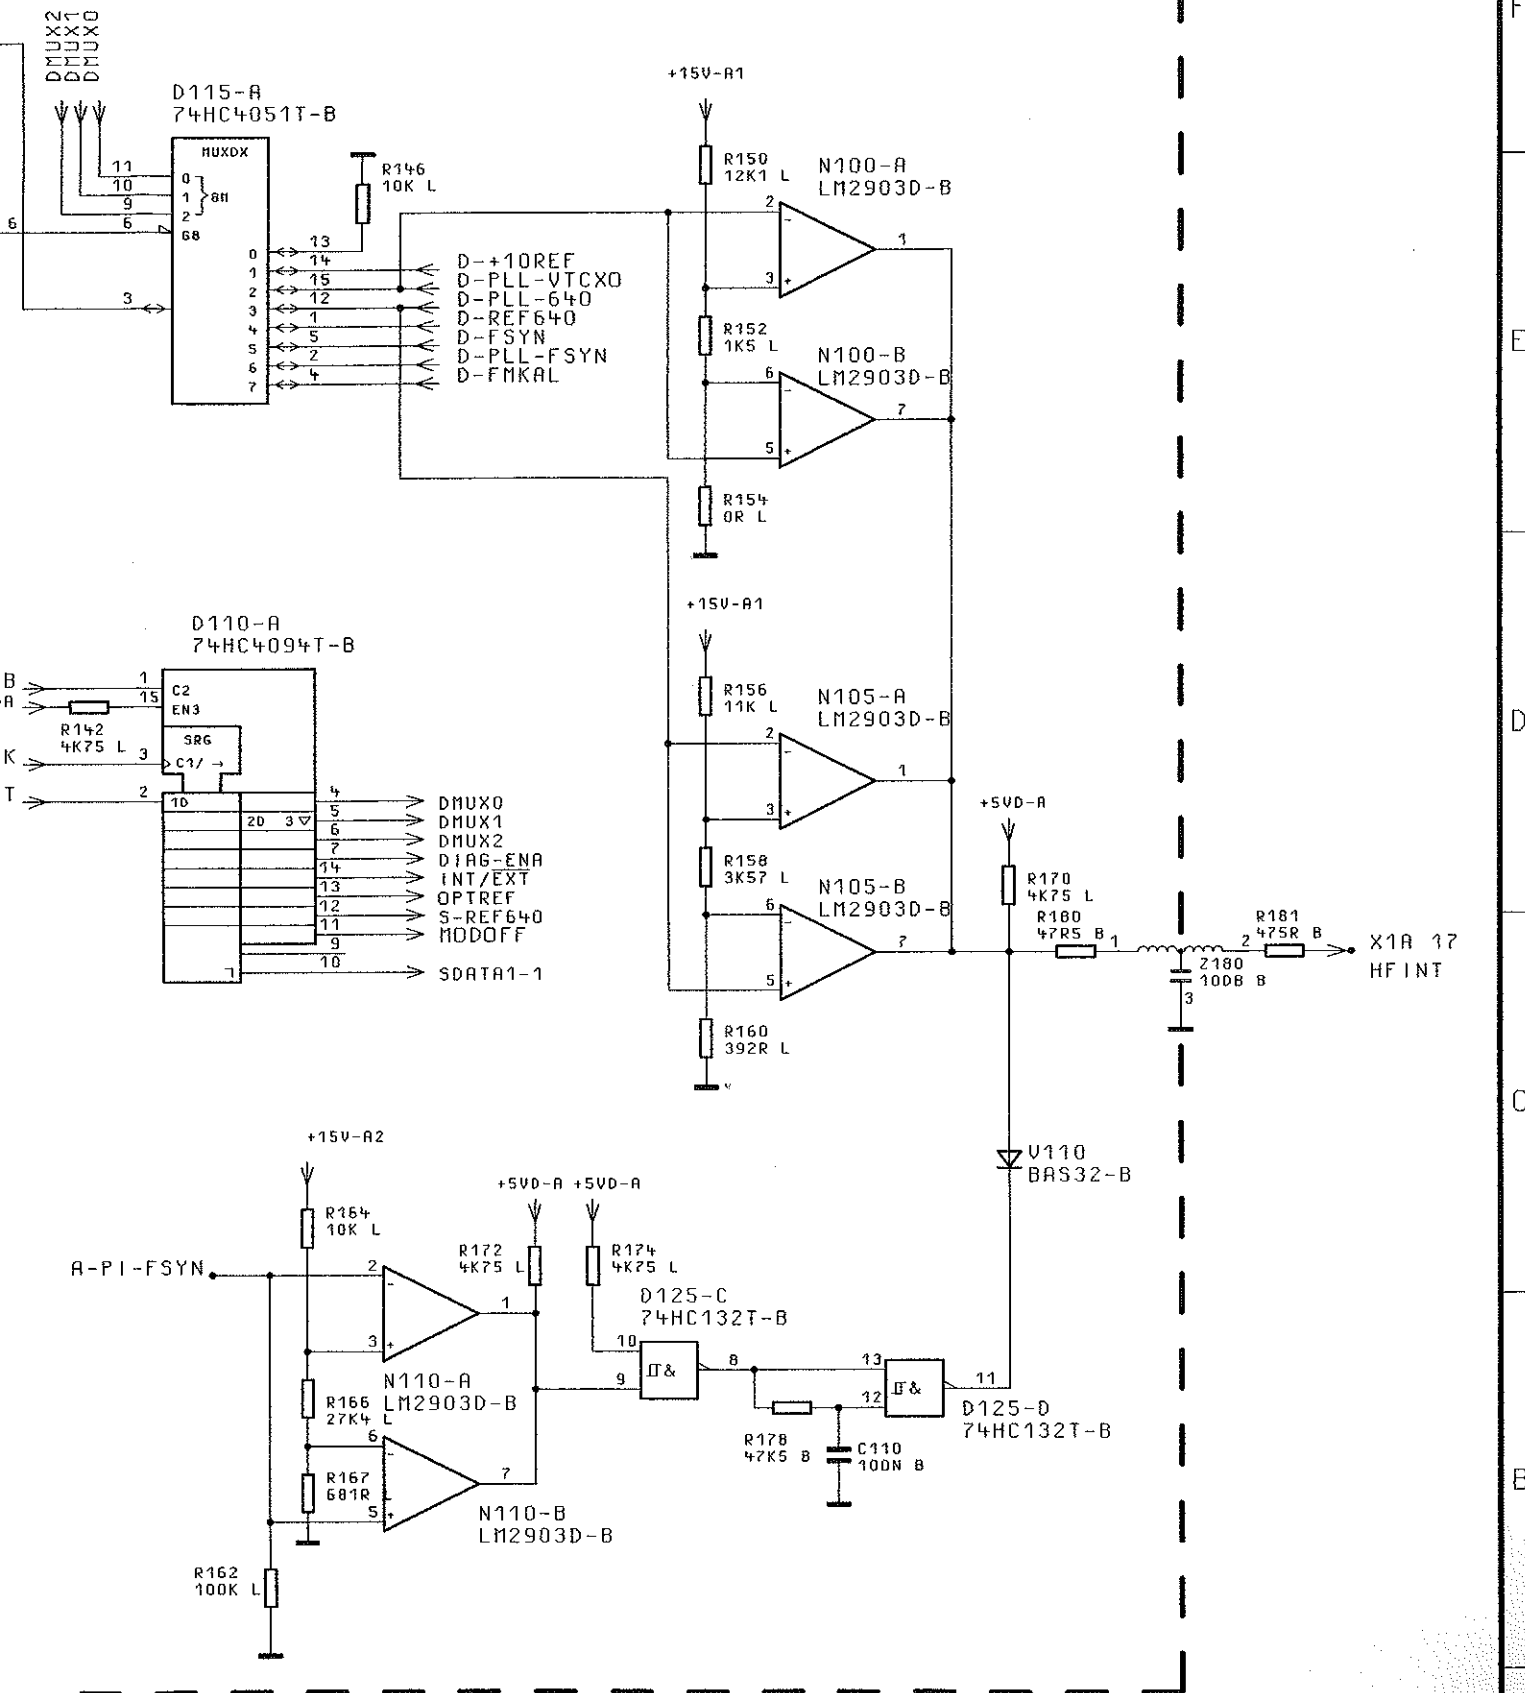 F
DMUX2
DMUX1
DMUX0
D115-A
74HC4051T-B
MUXDX
11
10
9
6
6
3
0
1
2
8M
G8
0
1
2
3
4
5
6
7
13
14
15
12
1
5
2
4
R146
10K L
D-+10REF
D-PLL-VTCXO
D-PLL-640
D-REF640
D-FSYN
D-PLL-FSYN
D-FMKAL
+15V-A1
R150
12K1 L
N100-A
LM2903D-B
2
-
3
+
1
R152
1K5 L
N100-B
LM2903D-B
6
-
5
+
7
R154
0R L
E
D110-A
74HC4094T-B
B
1
C2
-A
15
EN3
R142
4K75 L
SRG
K
3
C1/ →
T
2
1D
2D 3▽
4
5
6
7
14
13
12
11
9
10
DMUX0
DMUX1
DMUX2
DIAG-ENA
INT/E̅X̅T̅
OPTREF
S-REF640
MODOFF
SDATA1-1
+15V-A1
R156
11K L
N105-A
LM2903D-B
2
-
3
+
1
R158
3K57 L
N105-B
LM2903D-B
6
-
5
+
7
R160
392R L
D
+5VD-A
R170
4K75 L
R180
47R5 B
1
Z180
100B B
3
2
R181
475R B
X1A 17
HFINT
C
V110
BAS32-B
+15V-A2
R164
10K L
A-PI-FSYN
2
-
3
+
1
N110-A
LM2903D-B
R166
27K4 L
6
-
5
+
7
R167
681R L
N110-B
LM2903D-B
R162
100K L
+5VD-A +5VD-A
R172
4K75 L
R174
4K75 L
D125-C
74HC132T-B
10
9
&
8
R178
47K5 B
C110
100N B
13
12
&
11
D125-D
74HC132T-B
B